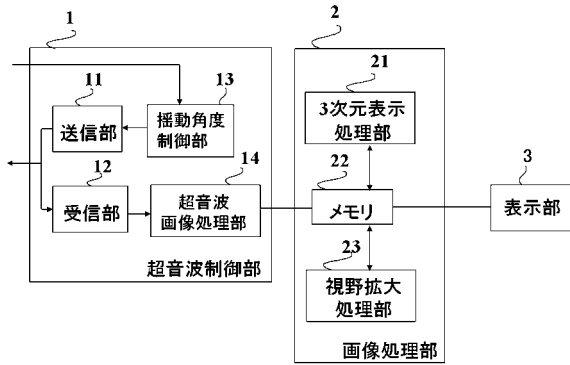 1
2
11
送信部
13
揺動角度
制御部
12
受信部
14
超音波
画像処理部
超音波制御部
21
3次元表示
処理部
22
メモリ
23
視野拡大
処理部
画像処理部
3
表示部